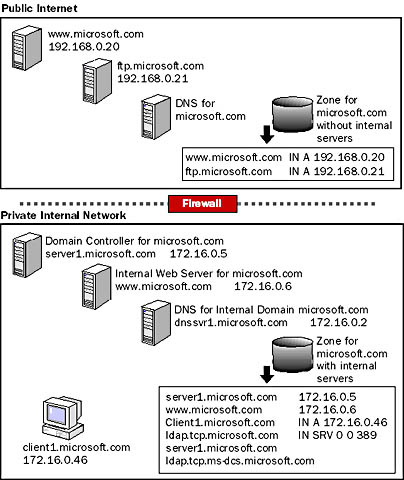 Public Internet
www.microsoft.com
192.168.0.20
ftp.microsoft.com
192.168.0.21
DNS for
microsoft.com
Zone for
microsoft.com
without internal
servers
www.microsoft.com IN A 192.168.0.20
ftp.microsoft.com IN A 192.168.0.21
Firewall
Private Internal Network
Domain Controller for microsoft.com
server1.microsoft.com 172.16.0.5
Internal Web Server for microsoft.com
www.microsoft.com 172.16.0.6
DNS for Internal Domain microsoft.com
dnssvr1.microsoft.com 172.16.0.2
Zone for
microsoft.com
with internal
servers
client1.microsoft.com
172.16.0.46
server1.microsoft.com 172.16.0.5
www.microsoft.com 172.16.0.6
Client1.microsoft.com IN A 172.16.0.46
ldap.tcp.microsoft.com IN SRV 0 0 389
server1.microsoft.com
ldap.tcp.ms-dcs.microsoft.com